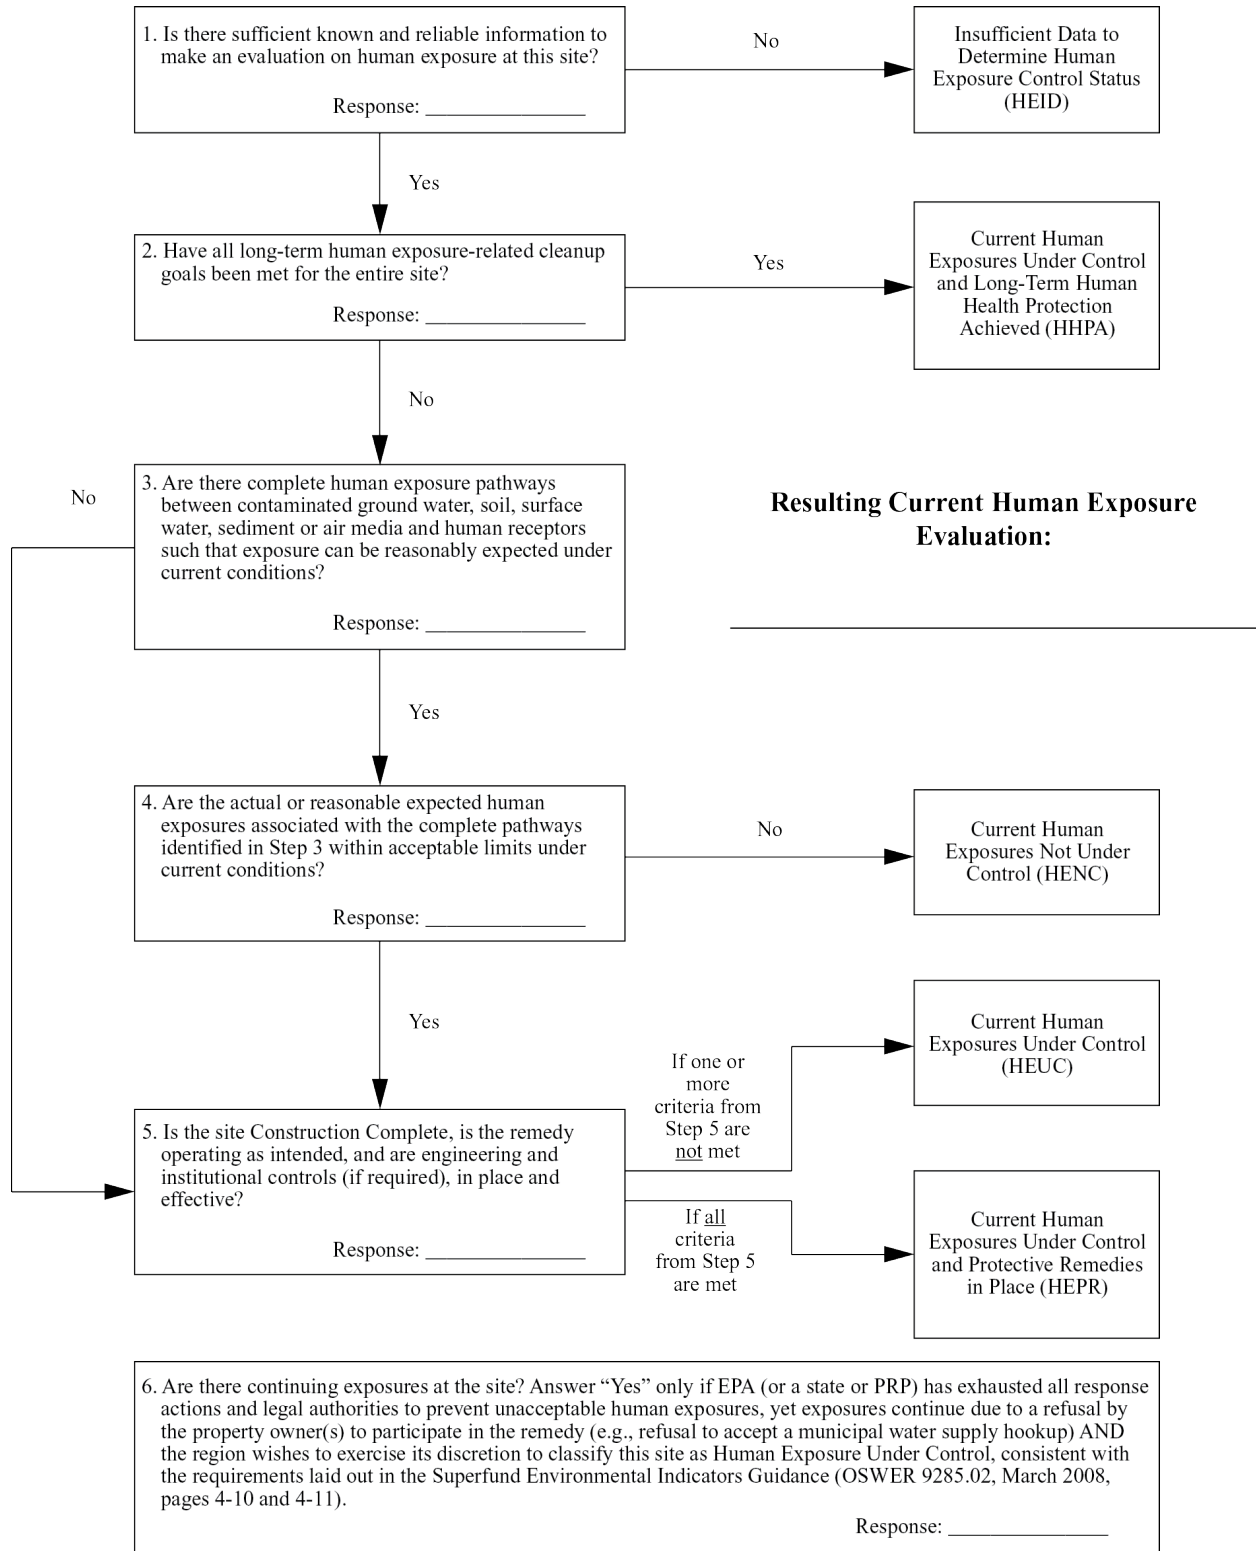 1. Is there sufficient known and reliable information to
make an evaluation on human exposure at this site?
Response: _______________
No
Insufficient Data to
Determine Human
Exposure Control Status
(HEID)
Yes
2. Have all long-term human exposure-related cleanup
goals been met for the entire site?
Response: _______________
Yes
Current Human
Exposures Under Control
and Long-Term Human
Health Protection
Achieved (HHPA)
No
No
3. Are there complete human exposure pathways
between contaminated ground water, soil, surface
water, sediment or air media and human receptors
such that exposure can be reasonably expected under
current conditions?
Response: _______________
Resulting Current Human Exposure
Evaluation:
Yes
4. Are the actual or reasonable expected human
exposures associated with the complete pathways
identified in Step 3 within acceptable limits under
current conditions?
Response: _______________
No
Current Human
Exposures Not Under
Control (HENC)
Yes
If one or
more
criteria from
Step 5 are
not met
Current Human
Exposures Under Control
(HEUC)
5. Is the site Construction Complete, is the remedy
operating as intended, and are engineering and
institutional controls (if required), in place and
effective?
Response: _______________
If all
criteria
from Step 5
are met
Current Human
Exposures Under Control
and Protective Remedies
in Place (HEPR)
6. Are there continuing exposures at the site? Answer “Yes” only if EPA (or a state or PRP) has exhausted all response
actions and legal authorities to prevent unacceptable human exposures, yet exposures continue due to a refusal by
the property owner(s) to participate in the remedy (e.g., refusal to accept a municipal water supply hookup) AND
the region wishes to exercise its discretion to classify this site as Human Exposure Under Control, consistent with
the requirements laid out in the Superfund Environmental Indicators Guidance (OSWER 9285.02, March 2008,
pages 4-10 and 4-11).
Response: _______________